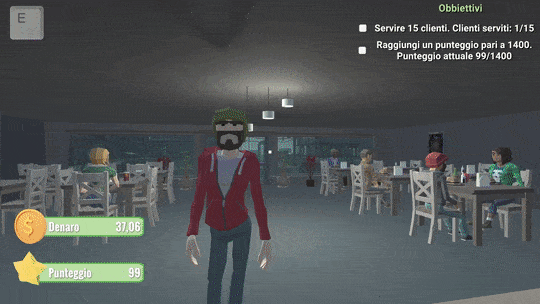 E
Obbiettivi
Servire 15 clienti. Clienti serviti: 1/15
Raggiungi un punteggio pari a 1400.
Punteggio attuale 99/1400
Denaro 37,06
Punteggio 99